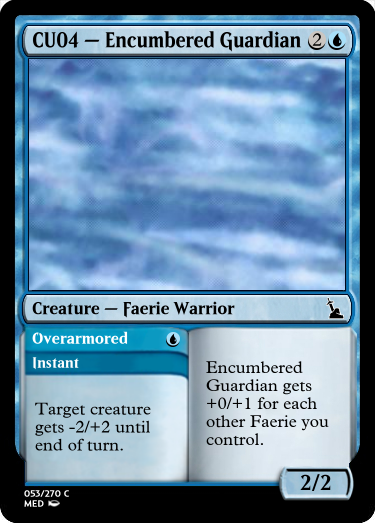 CU04 — Encumbered Guardian 2
Creature — Faerie Warrior
Overarmored
Instant
Target creature
gets -2/+2 until
end of turn.
Encumbered
Guardian gets
+0/+1 for each
other Faerie you
control.
2/2
053/270 C
MED